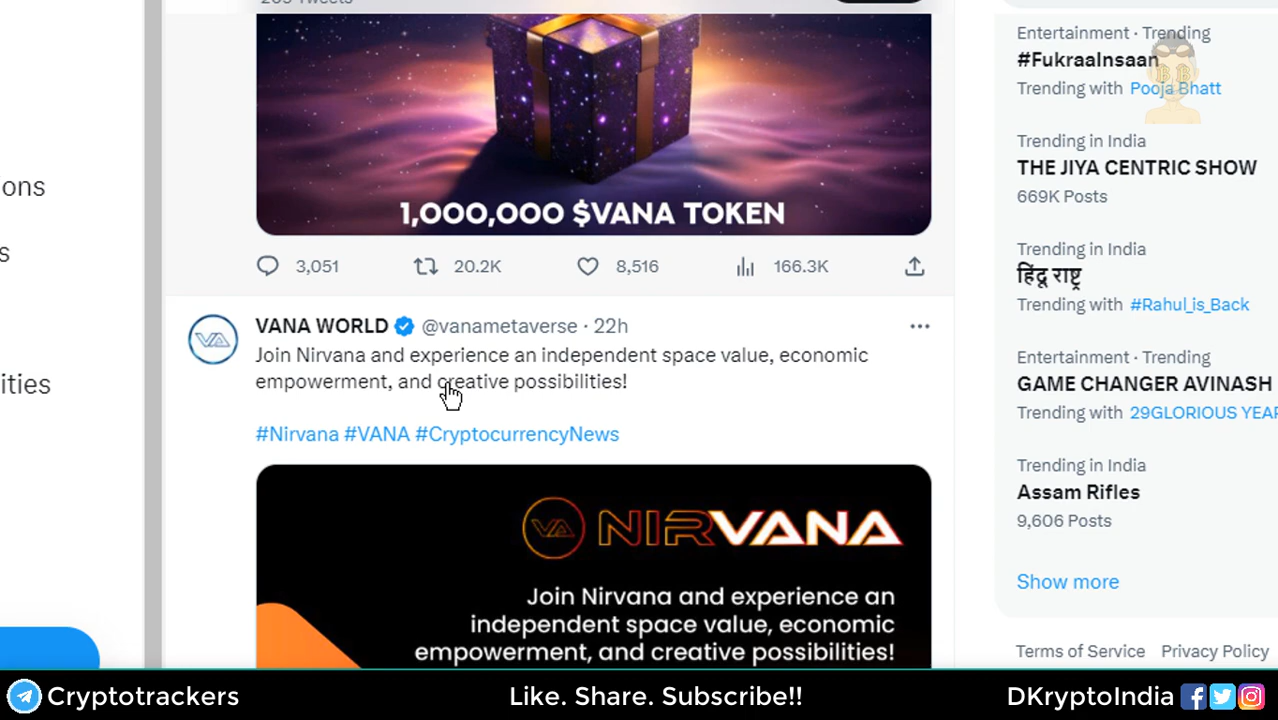 ons
s
ities
1,000,000 $VANA TOKEN
3,051 20.2K 8,516 166.3K
VANA WORLD @vanametaverse · 22h
Join Nirvana and experience an independent space value, economic
empowerment, and creative possibilities!
#Nirvana #VANA #CryptocurrencyNews
VA NIRVANA
Join Nirvana and experience an
independent space value, economic
empowerment, and creative possibilities!
Entertainment · Trending
#FukraInsaan
Trending with Pooja Bhatt
Trending in India
THE JIYA CENTRIC SHOW
669K Posts
Trending in India
हिंदू राष्ट्र
Trending with #Rahul_is_Back
Entertainment · Trending
GAME CHANGER AVINASH
Trending with 29GLORIOUS YEA
Trending in India
Assam Rifles
9,606 Posts
Show more
Terms of Service Privacy Policy
Cryptotrackers Like. Share. Subscribe!! DKryptoIndia